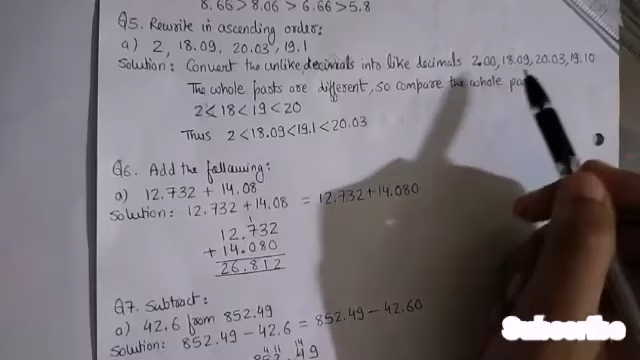 8.66 > 8.06 > 6.66 > 5.8
Q5. Rewrite in ascending order:
a) 2, 18.09, 20.03, 19.1
Solution: Convert the unlike decimals into like decimals 2.00, 18.09, 20.03, 19.10
The whole parts are different, so compare the whole
2 < 18 < 19 < 20
Thus 2 < 18.09 < 19.1 < 20.03
Q6. Add the following:
a) 12.732 + 14.08
Solution: 12.732 + 14.08 = 12.732 + 14.080
1
12.732
+ 14.080
26.812
Q7. Subtract:
a) 42.6 from 852.49
Solution: 852.49 - 42.6 = 852.49 - 42.60
Subscribe